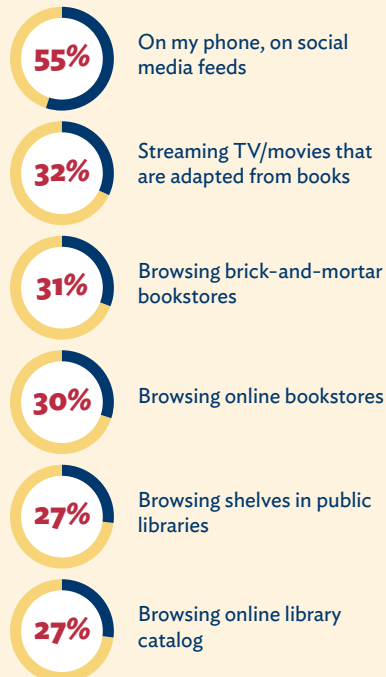 55%
On my phone, on social
media feeds
32%
Streaming TV/movies that
are adapted from books
31%
Browsing brick-and-mortar
bookstores
30%
Browsing online bookstores
27%
Browsing shelves in public
libraries
27%
Browsing online library
catalog